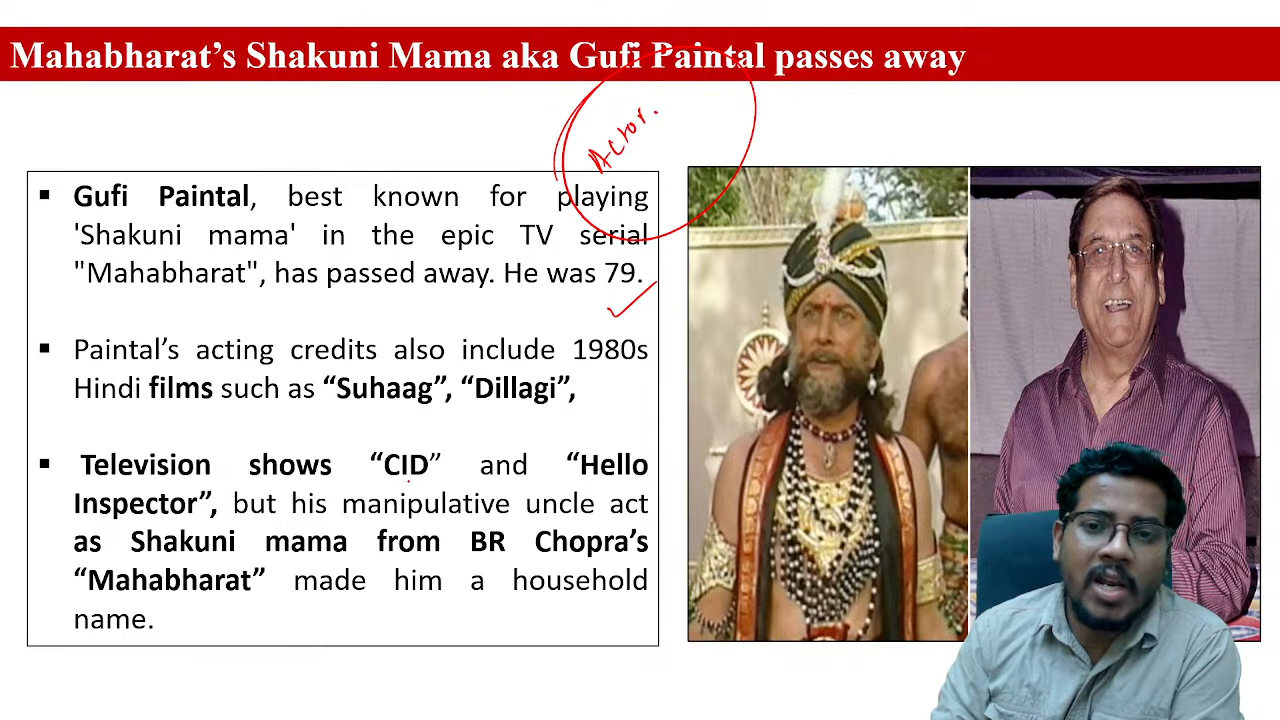 Mahabharat’s Shakuni Mama aka Gufi Paintal passes away
Actor.
▪ Gufi Paintal, best known for playing
'Shakuni mama' in the epic TV serial
"Mahabharat", has passed away. He was 79.
▪ Paintal’s acting credits also include 1980s
Hindi films such as “Suhaag”, “Dillagi”,
▪ Television shows “CID” and “Hello
Inspector”, but his manipulative uncle act
as Shakuni mama from BR Chopra’s
“Mahabharat” made him a household
name.